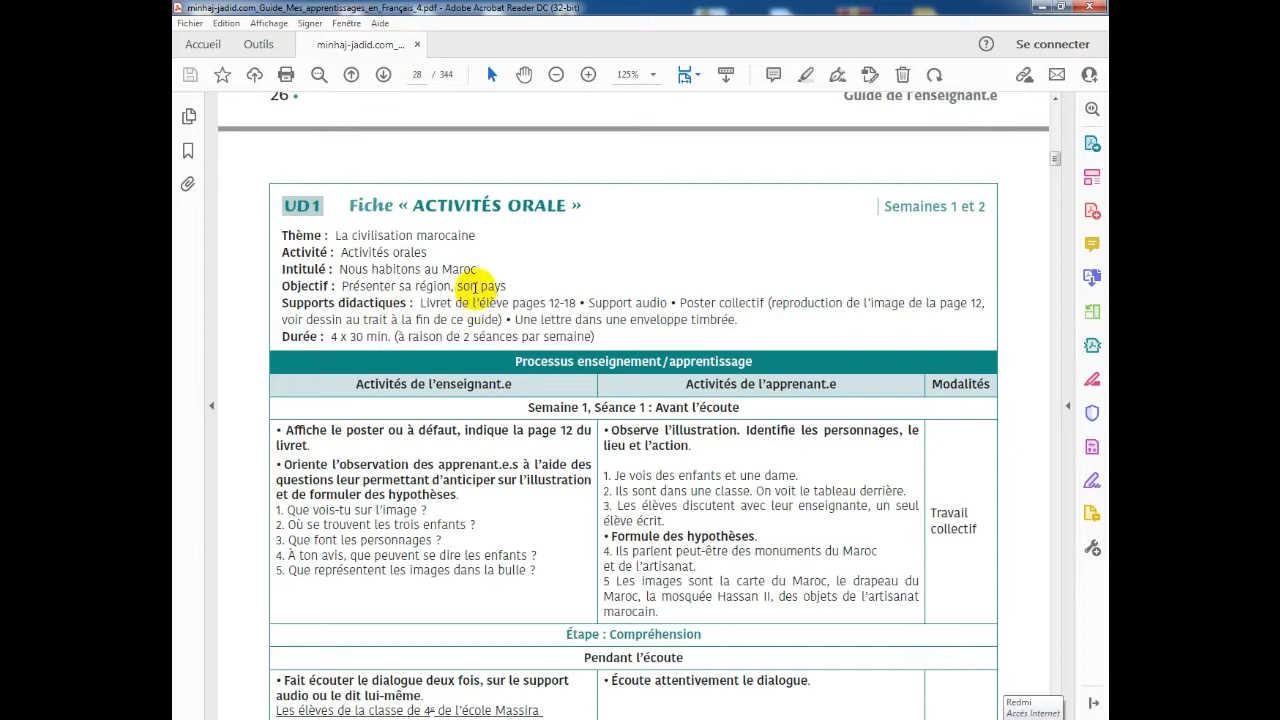 minhaj-jadid.com_Guide_Mes_apprentissages_en_Français_4.pdf - Adobe Acrobat Reader DC (32-bit)
Fichier Edition Affichage Signer Fenêtre Aide
Accueil Outils minhaj-jadid.com_... × Se connecter
28 / 344 125%
26 • Guide de l'enseignant.e
UD1 Fiche « ACTIVITÉS ORALE » Semaines 1 et 2
Thème : La civilisation marocaine
Activité : Activités orales
Intitulé : Nous habitons au Maroc
Objectif : Présenter sa région, son pays
Supports didactiques : Livret de l'élève pages 12-18 • Support audio • Poster collectif (reproduction de l'image de la page 12,
voir dessin au trait à la fin de ce guide) • Une lettre dans une enveloppe timbrée.
Durée : 4 x 30 min. (à raison de 2 séances par semaine)
Processus enseignement/apprentissage
Activités de l'enseignant.e Activités de l'apprenant.e Modalités
Semaine 1, Séance 1 : Avant l'écoute
• Affiche le poster ou à défaut, indique la page 12 du
livret.
• Oriente l'observation des apprenant.e.s à l'aide des
questions leur permettant d'anticiper sur l'illustration
et de formuler des hypothèses.
1. Que vois-tu sur l'image ?
2. Où se trouvent les trois enfants ?
3. Que font les personnages ?
4. À ton avis, que peuvent se dire les enfants ?
5. Que représentent les images dans la bulle ?
• Observe l'illustration. Identifie les personnages, le
lieu et l'action.
1. Je vois des enfants et une dame.
2. Ils sont dans une classe. On voit le tableau derrière.
3. Les élèves discutent avec leur enseignante, un seul
élève écrit.
• Formule des hypothèses.
4. Ils parlent peut-être des monuments du Maroc
et de l'artisanat.
5 Les images sont la carte du Maroc, le drapeau du
Maroc, la mosquée Hassan II, des objets de l'artisanat
marocain.
Travail
collectif
Étape : Compréhension
Pendant l'écoute
• Fait écouter le dialogue deux fois, sur le support
audio ou le dit lui-même.
Les élèves de la classe de 4e de l'école Massira
• Écoute attentivement le dialogue.
Redmi
Accès Internet